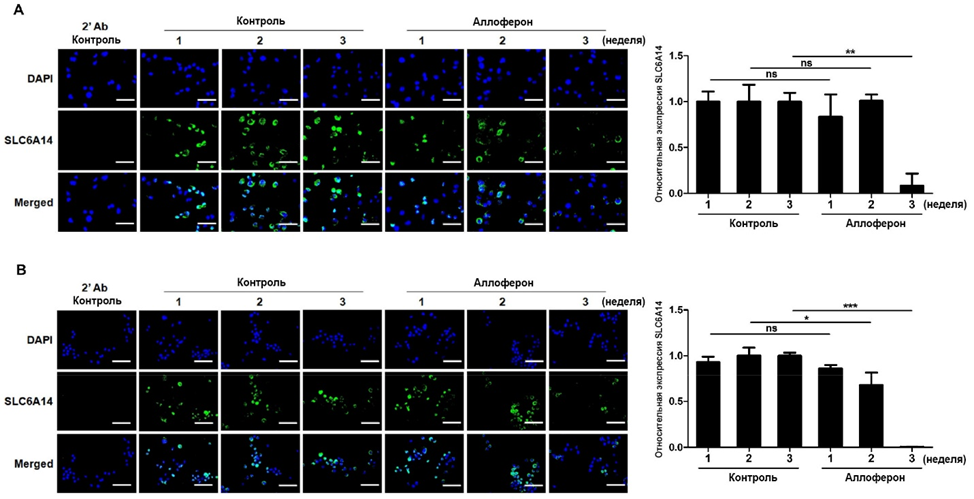 A
2' Ab
Контроль
Контроль
Аллоферон
1 2 3 1 2 3 (неделя)
DAPI
SLC6A14
Merged
Относительная экспрессия SLC6A14
1.5
1.0
0.5
0.0
**
ns
ns
1 2 3 1 2 3 (неделя)
Контроль Аллоферон
B
2' Ab
Контроль
Контроль
Аллоферон
1 2 3 1 2 3 (неделя)
DAPI
SLC6A14
Merged
Относительная экспрессия SLC6A14
1.5
1.0
0.5
0.0
***
*
ns
1 2 3 1 2 3 (неделя)
Контроль Аллоферон